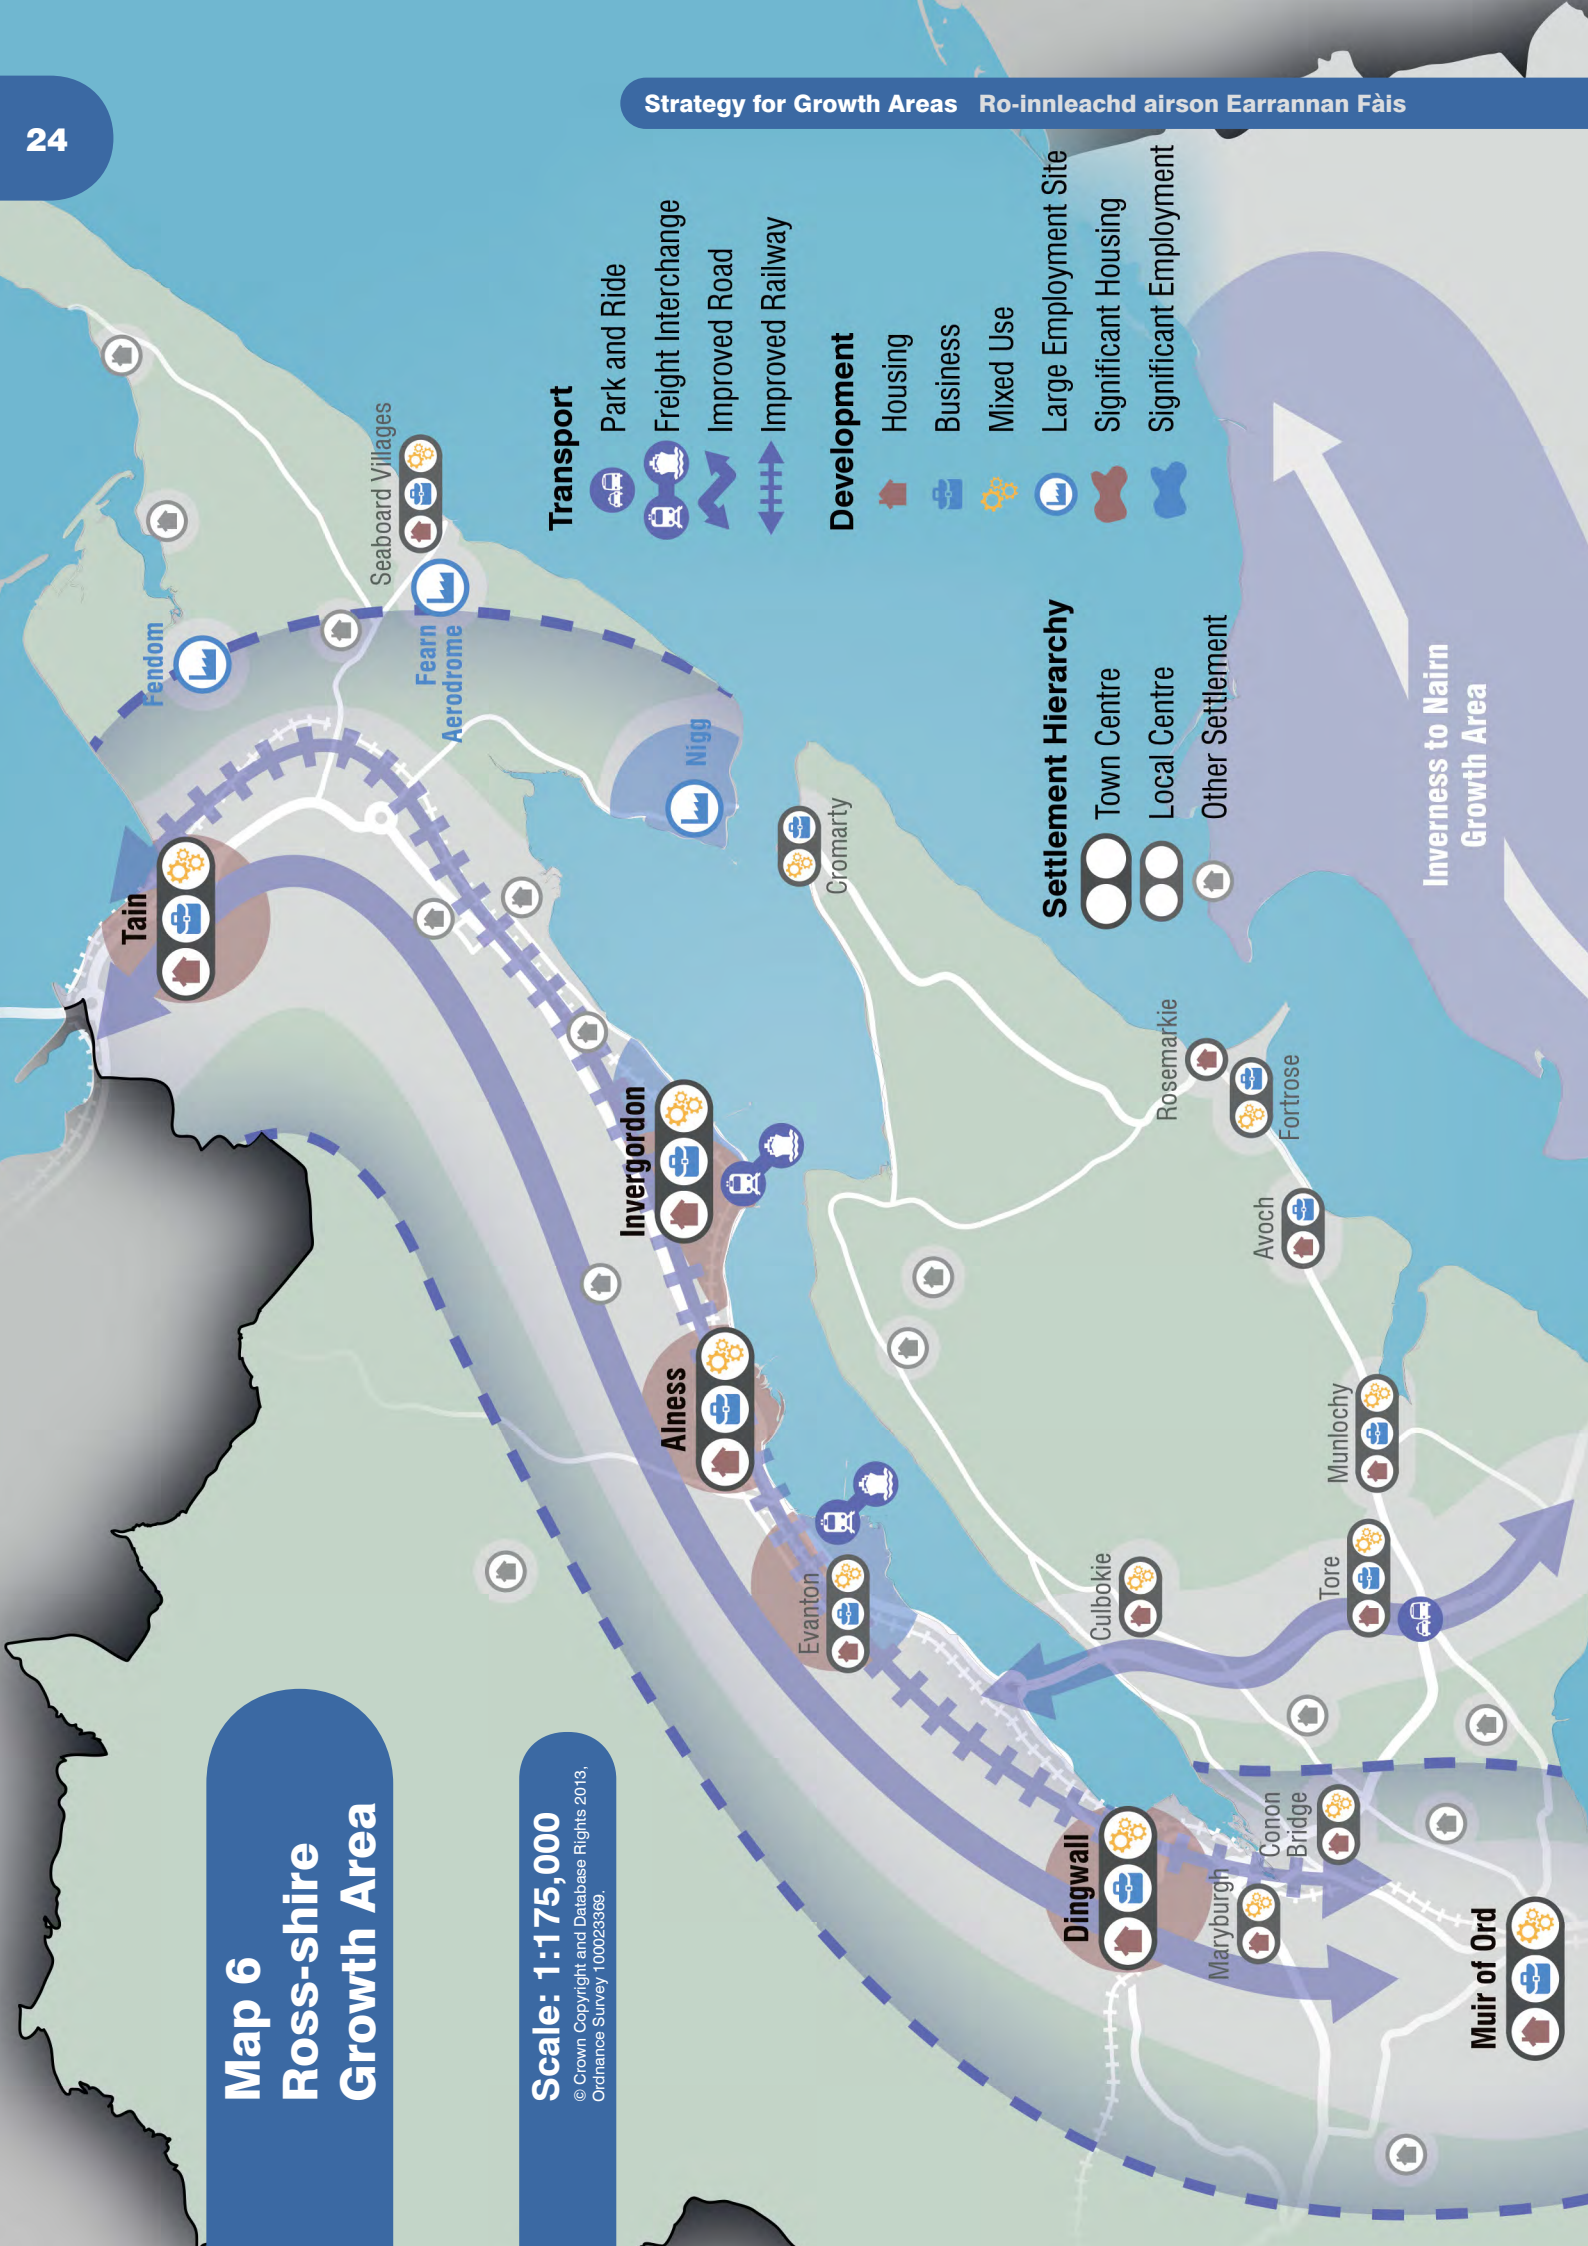 24
Strategy for Growth Areas Ro-innleachd airson Earrannan Fàis
Map 6
Ross-shire
Growth Area
Scale: 1:175,000
© Crown Copyright and Database Rights 2013,
Ordnance Survey 100023369.
Transport
Park and Ride
Freight Interchange
Improved Road
Improved Railway
Development
Housing
Business
Mixed Use
Large Employment Site
Significant Housing
Significant Employment
Settlement Hierarchy
Town Centre
Local Centre
Other Settlement
Seaboard Villages
Fendom
Fearn
Aerodrome
Nigg
Tain
Cromarty
Invergordon
Alness
Evanton
Rosemarkie
Fortrose
Avoch
Munlochy
Tore
Culbokie
Dingwall
Maryburgh
Conon
Bridge
Muir of Ord
Inverness to Nairn
Growth Area